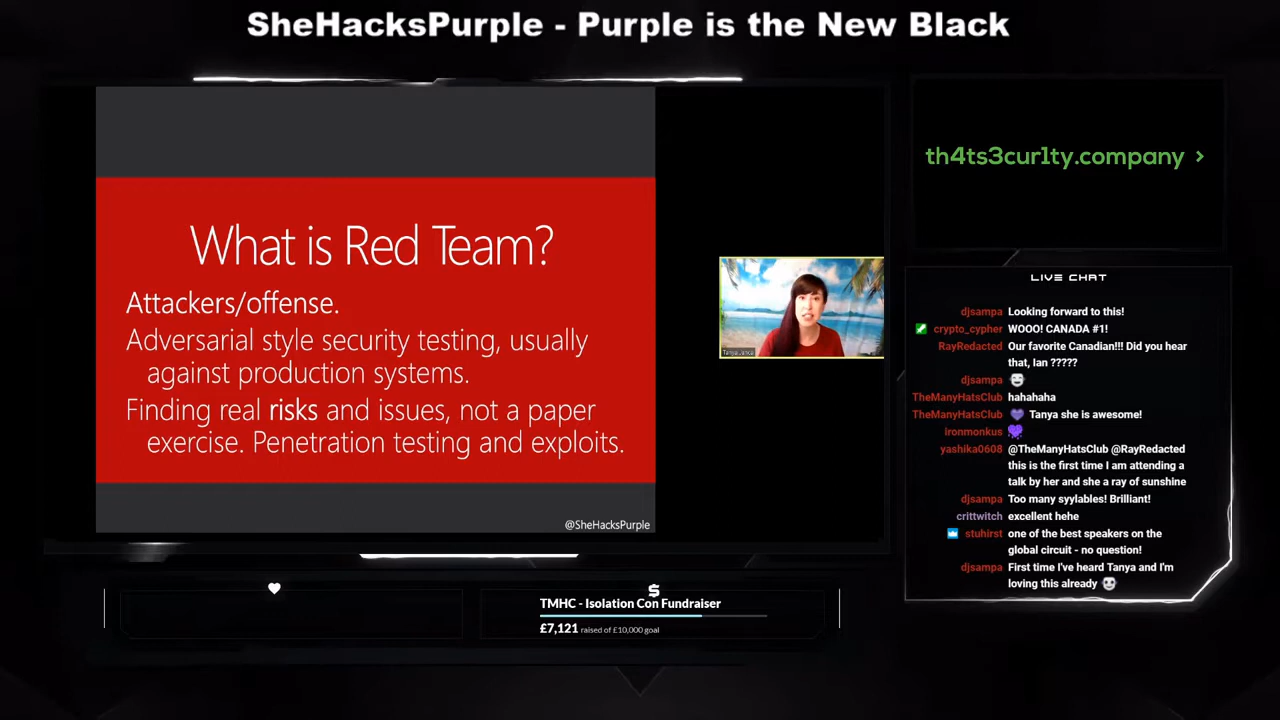 SheHacksPurple - Purple is the New Black
What is Red Team?
Attackers/offense.
Adversarial style security testing, usually
against production systems.
Finding real risks and issues, not a paper
exercise. Penetration testing and exploits.
@SheHacksPurple
th4ts3cur1ty.company >
LIVE CHAT
djsampa Looking forward to this!
crypto_cypher WOOO! CANADA #1!
RayRedacted Our favorite Canadian!!! Did you hear
that, Ian ?????
djsampa
TheManyHatsClub hahahaha
TheManyHatsClub Tanya she is awesome!
ironmonkus
yashika0608 @TheManyHatsClub @RayRedacted
this is the first time I am attending a
talk by her and she a ray of sunshine
djsampa Too many syylables! Brilliant!
crittwitch excellent hehe
stuhirst one of the best speakers on the
global circuit - no question!
djsampa First time I've heard Tanya and I'm
loving this already
TMHC - Isolation Con Fundraiser
£7,121 raised of £10,000 goal